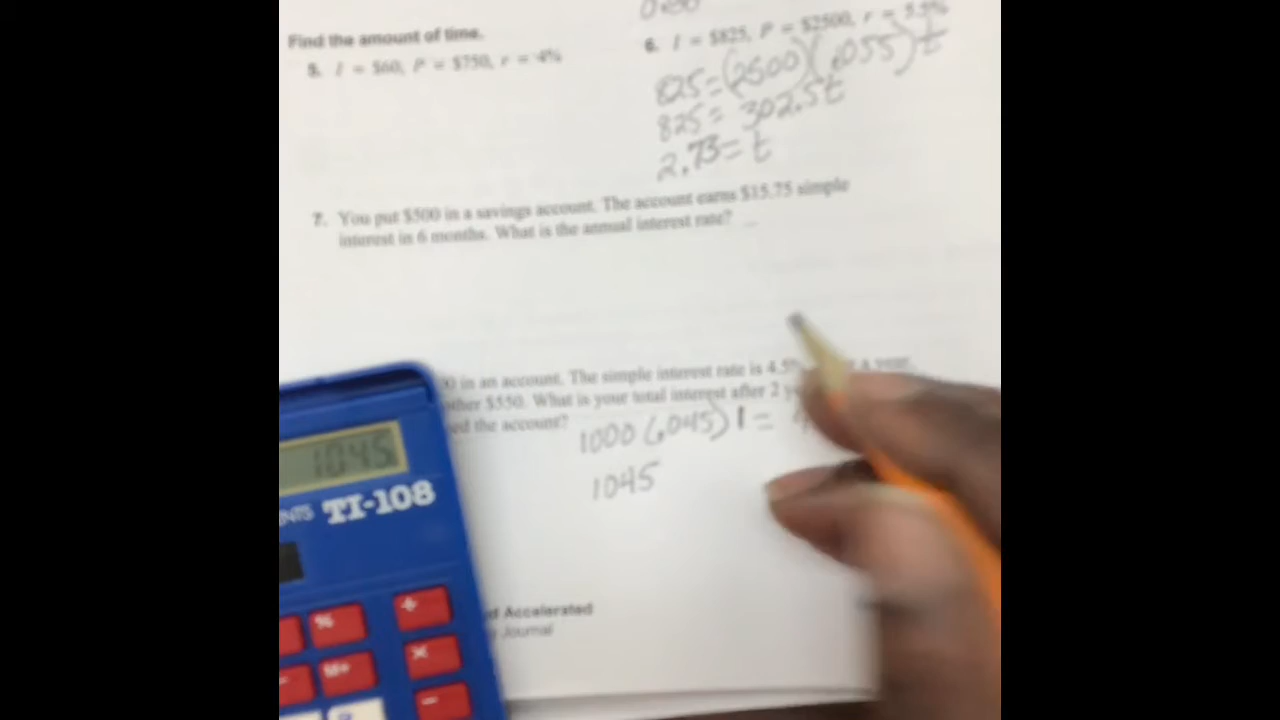 Find the amount of time.
5. I = $60, P = $750, r = 4%
6. I = $825, P = $2500, r = 5.5%
825=(2500)(.055)t
825= 302.5t
2.73= t
7. You put $500 in a savings account. The account earns $15.75 simple
interest in 6 months. What is the annual interest rate?
in an account. The simple interest rate is
$550. What is your total interest after 2
the account?
1000(.045)1=
1045
1045
TI-108
%
+
M+
×
−
Accelerated
Journal